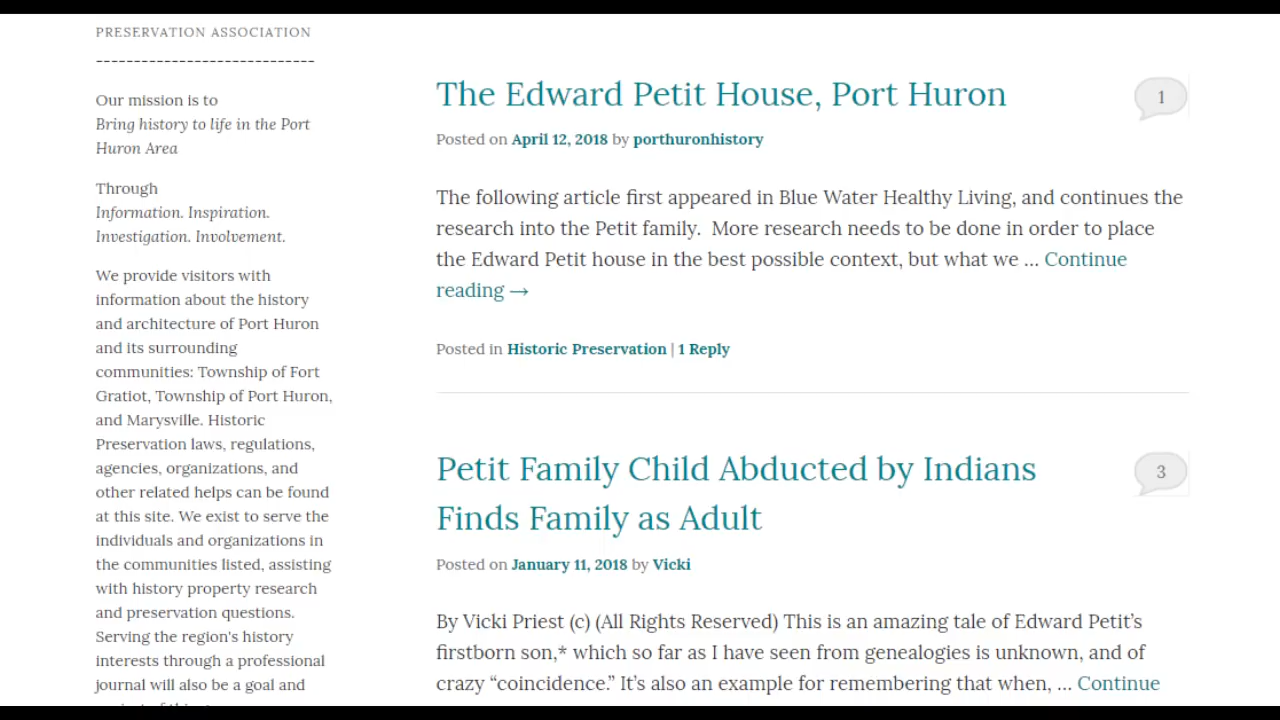 PRESERVATION ASSOCIATION
-----------------------------
Our mission is to
Bring history to life in the Port
Huron Area
Through
Information. Inspiration.
Investigation. Involvement.
We provide visitors with
information about the history
and architecture of Port Huron
and its surrounding
communities: Township of Fort
Gratiot, Township of Port Huron,
and Marysville. Historic
Preservation laws, regulations,
agencies, organizations, and
other related helps can be found
at this site. We exist to serve the
individuals and organizations in
the communities listed, assisting
with history property research
and preservation questions.
Serving the region's history
interests through a professional
journal will also be a goal and
The Edward Petit House, Port Huron
1
Posted on April 12, 2018 by porthuronhistory
The following article first appeared in Blue Water Healthy Living, and continues the
research into the Petit family.  More research needs to be done in order to place
the Edward Petit house in the best possible context, but what we … Continue
reading →
Posted in Historic Preservation | 1 Reply
Petit Family Child Abducted by Indians
Finds Family as Adult
3
Posted on January 11, 2018 by Vicki
By Vicki Priest (c) (All Rights Reserved) This is an amazing tale of Edward Petit’s
firstborn son,* which so far as I have seen from genealogies is unknown, and of
crazy “coincidence.” It’s also an example for remembering that when, … Continue